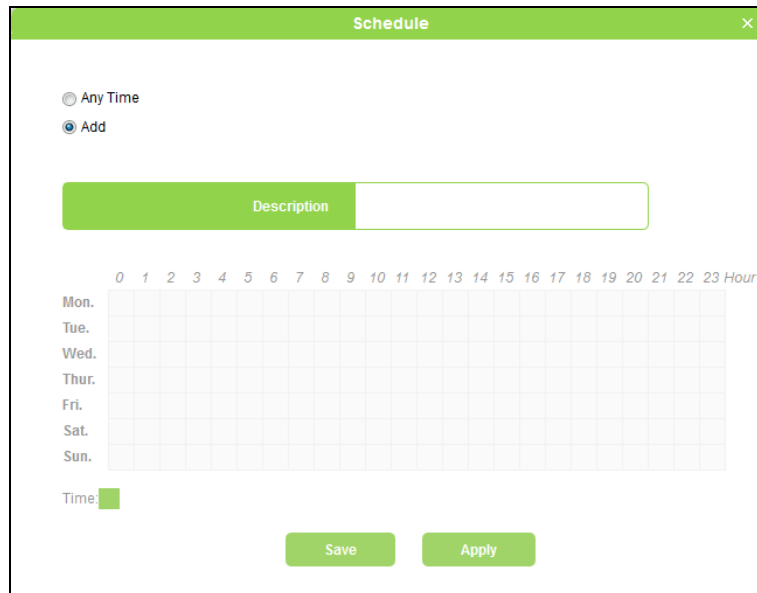 Schedule ×
Any Time
Add
Description
0 1 2 3 4 5 6 7 8 9 10 11 12 13 14 15 16 17 18 19 20 21 22 23 Hour
Mon.
Tue.
Wed.
Thur.
Fri.
Sat.
Sun.
Time:
Save Apply